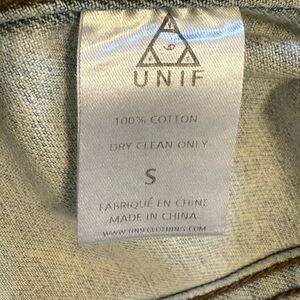 UNIF
100% COTTON
DRY CLEAN ONLY
S
FABRIQUÉ EN CHINE
MADE IN CHINA
WWW.UNIFCLOTHING.COM